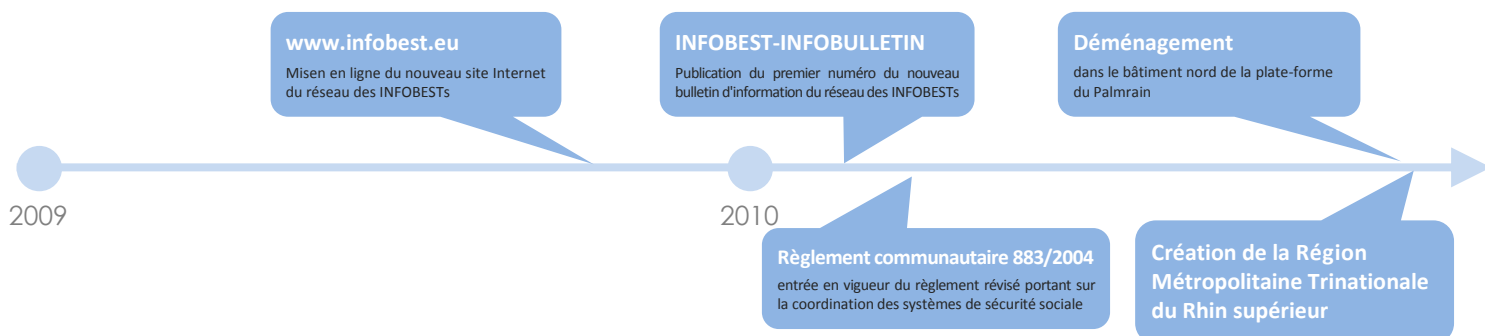 www.infobest.eu
Misen en ligne du nouveau site Internet
du réseau des INFOBESTs
INFOBEST-INFOBULLETIN
Publication du premier numéro du nouveau
bulletin d'information du réseau des INFOBESTs
Déménagement
dans le bâtiment nord de la plate-forme
du Palmrain
2009
2010
Règlement communautaire 883/2004
entrée en vigueur du règlement révisé portant sur
la coordination des systèmes de sécurité sociale
Création de la Région
Métropolitaine Trinationale
du Rhin supérieur